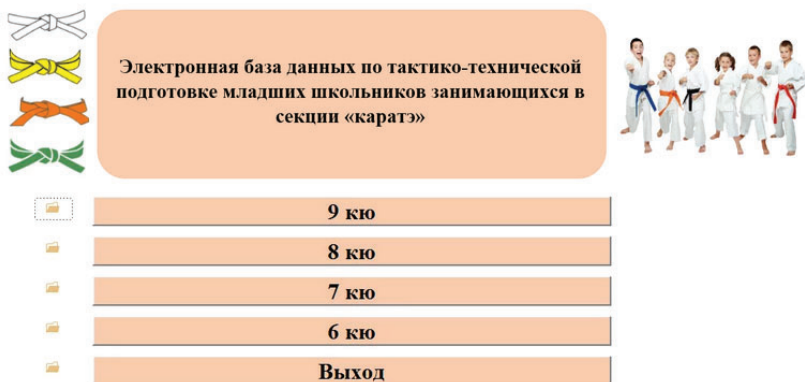 Электронная база данных по тактико-технической
подготовке младших школьников занимающихся в
секции «каратэ»
9 кю
8 кю
7 кю
6 кю
Выход